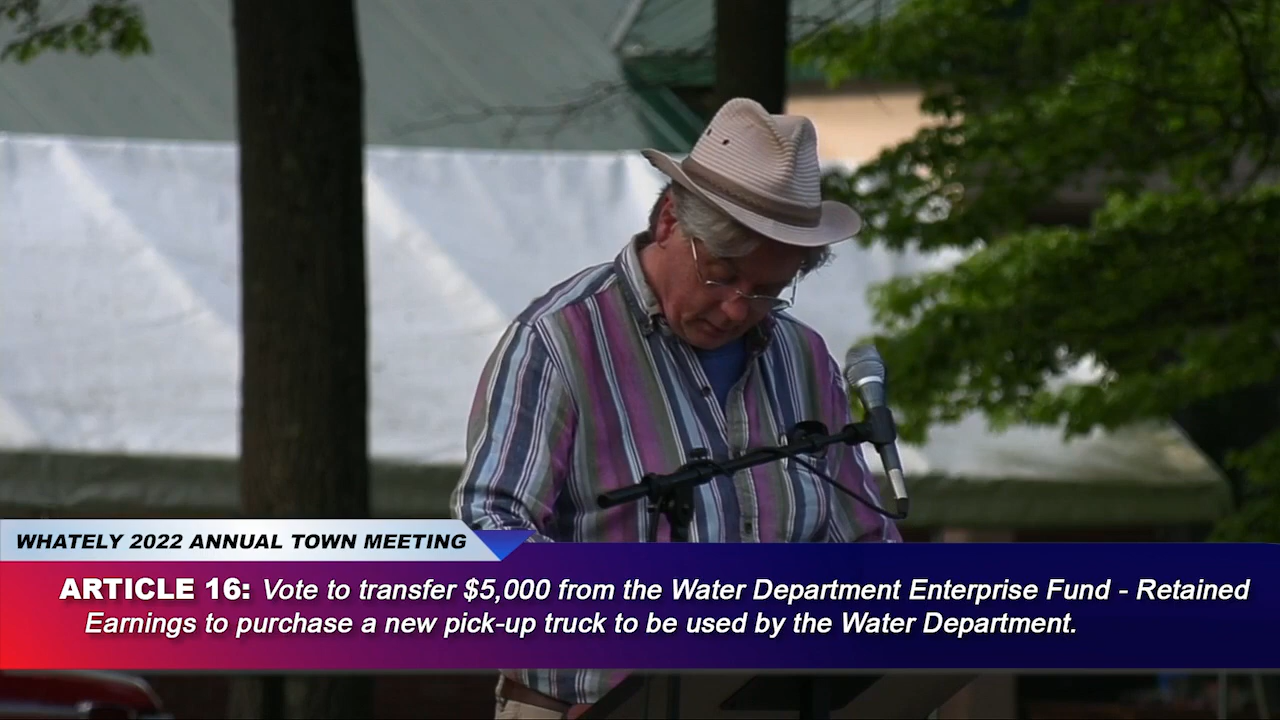 WHATELY 2022 ANNUAL TOWN MEETING
ARTICLE 16: Vote to transfer $5,000 from the Water Department Enterprise Fund - Retained
Earnings to purchase a new pick-up truck to be used by the Water Department.